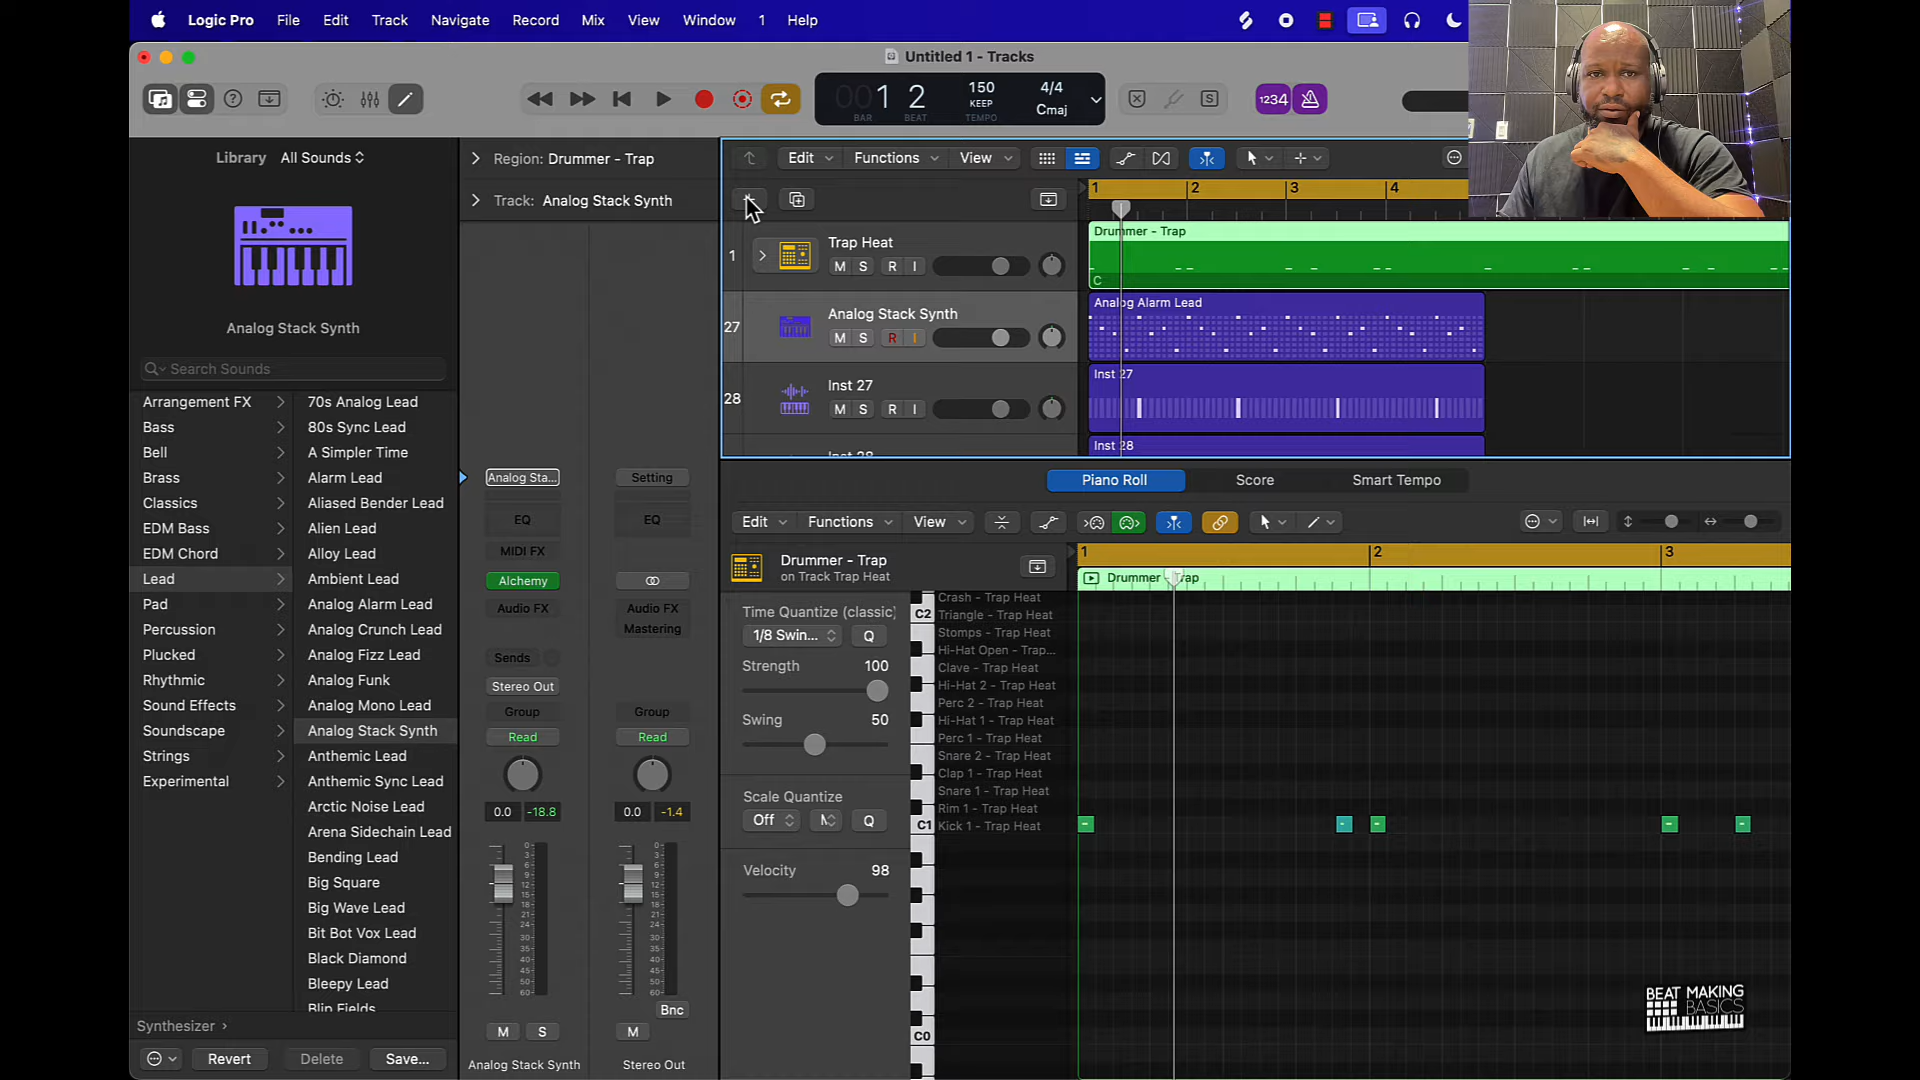 Logic Pro File Edit Track Navigate Record Mix View Window 1 Help
Untitled 1 - Tracks
001 2
BAR BEAT
150
KEEP
TEMPO
4/4
Cmaj
1234
Library All Sounds
Analog Stack Synth
Search Sounds
Arrangement FX
Bass
Bell
Brass
Classics
EDM Bass
EDM Chord
Lead
Pad
Percussion
Plucked
Rhythmic
Sound Effects
Soundscape
Strings
Experimental
70s Analog Lead
80s Sync Lead
A Simpler Time
Alarm Lead
Aliased Bender Lead
Alien Lead
Alloy Lead
Ambient Lead
Analog Alarm Lead
Analog Crunch Lead
Analog Fizz Lead
Analog Funk
Analog Mono Lead
Analog Stack Synth
Anthemic Lead
Anthemic Sync Lead
Arctic Noise Lead
Arena Sidechain Lead
Bending Lead
Big Square
Big Wave Lead
Bit Bot Vox Lead
Black Diamond
Bleepy Lead
Blip Fields
Synthesizer ›
Revert Delete Save...
Region: Drummer - Trap
Track: Analog Stack Synth
Analog Sta...
EQ
MIDI FX
Alchemy
Audio FX
Sends
Stereo Out
Group
Read
0.0 -18.8
M S
Analog Stack Synth
Setting
EQ
Audio FX
Mastering
Group
Read
0.0 -1.4
Bnc
M
Stereo Out
Edit Functions View
1 2 3 4
1 Trap Heat
M S R I
27 Analog Stack Synth
M S R I
28 Inst 27
M S R I
Inst 28
Drummer - Trap
C
Analog Alarm Lead
Inst 27
Inst 28
Piano Roll Score Smart Tempo
Edit Functions View
Drummer - Trap
on Track Trap Heat
1 2 3
Drummer - Trap
Time Quantize (classic)
1/8 Swin... Q
Strength 100
Swing 50
Scale Quantize
Off Q
Velocity 98
C2
C1
C0
Crash - Trap Heat
Triangle - Trap Heat
Stomps - Trap Heat
Hi-Hat Open - Trap...
Clave - Trap Heat
Hi-Hat 2 - Trap Heat
Perc 2 - Trap Heat
Hi-Hat 1 - Trap Heat
Perc 1 - Trap Heat
Snare 2 - Trap Heat
Clap 1 - Trap Heat
Snare 1 - Trap Heat
Rim 1 - Trap Heat
Kick 1 - Trap Heat
BEAT MAKING
BASICS